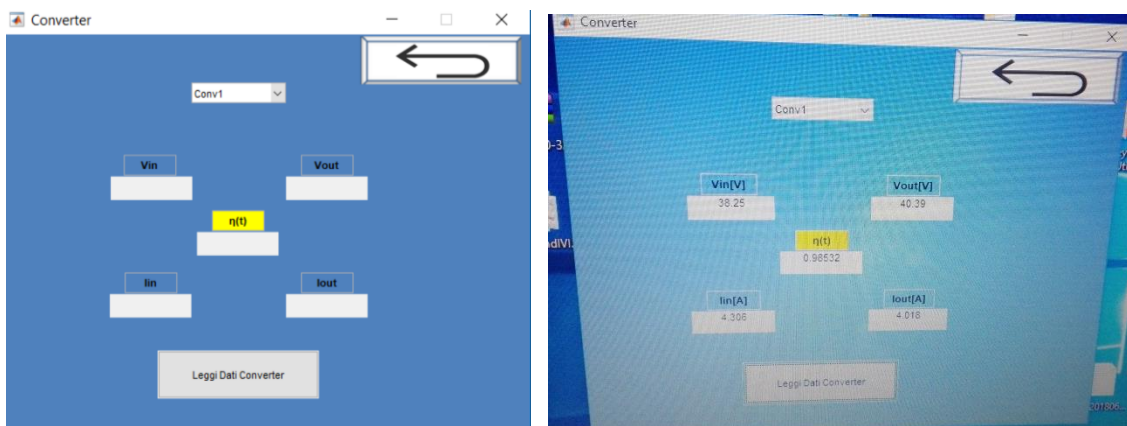 Converter
Conv1
Vin
Vout
η(t)
Iin
Iout
Leggi Dati Converter
Converter
Conv1
Vin[V]
Vout[V]
38.25
40.39
η(t)
0.98532
Iin[A]
Iout[A]
4.306
4.018
Leggi Dati Converter
201806...